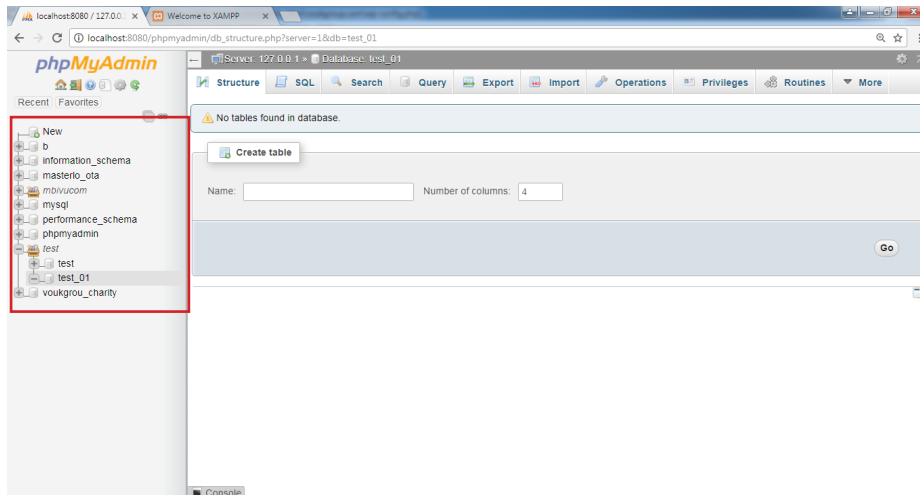 localhost:8080 / 127.0.0. Welcome to XAMPP
localhost:8080/phpmyadmin/db_structure.php?server=1&db=test_01
phpMyAdmin
Server: 127.0.0.1 » Database: test_01
Structure SQL Search Query Export Import Operations Privileges Routines More
Recent Favorites
No tables found in database.
New
b
information_schema
masterlo_ota
mbivucom
mysql
performance_schema
phpmyadmin
test
test
test_01
voukgrou_charity
Create table
Name: Number of columns: 4
Go
Console